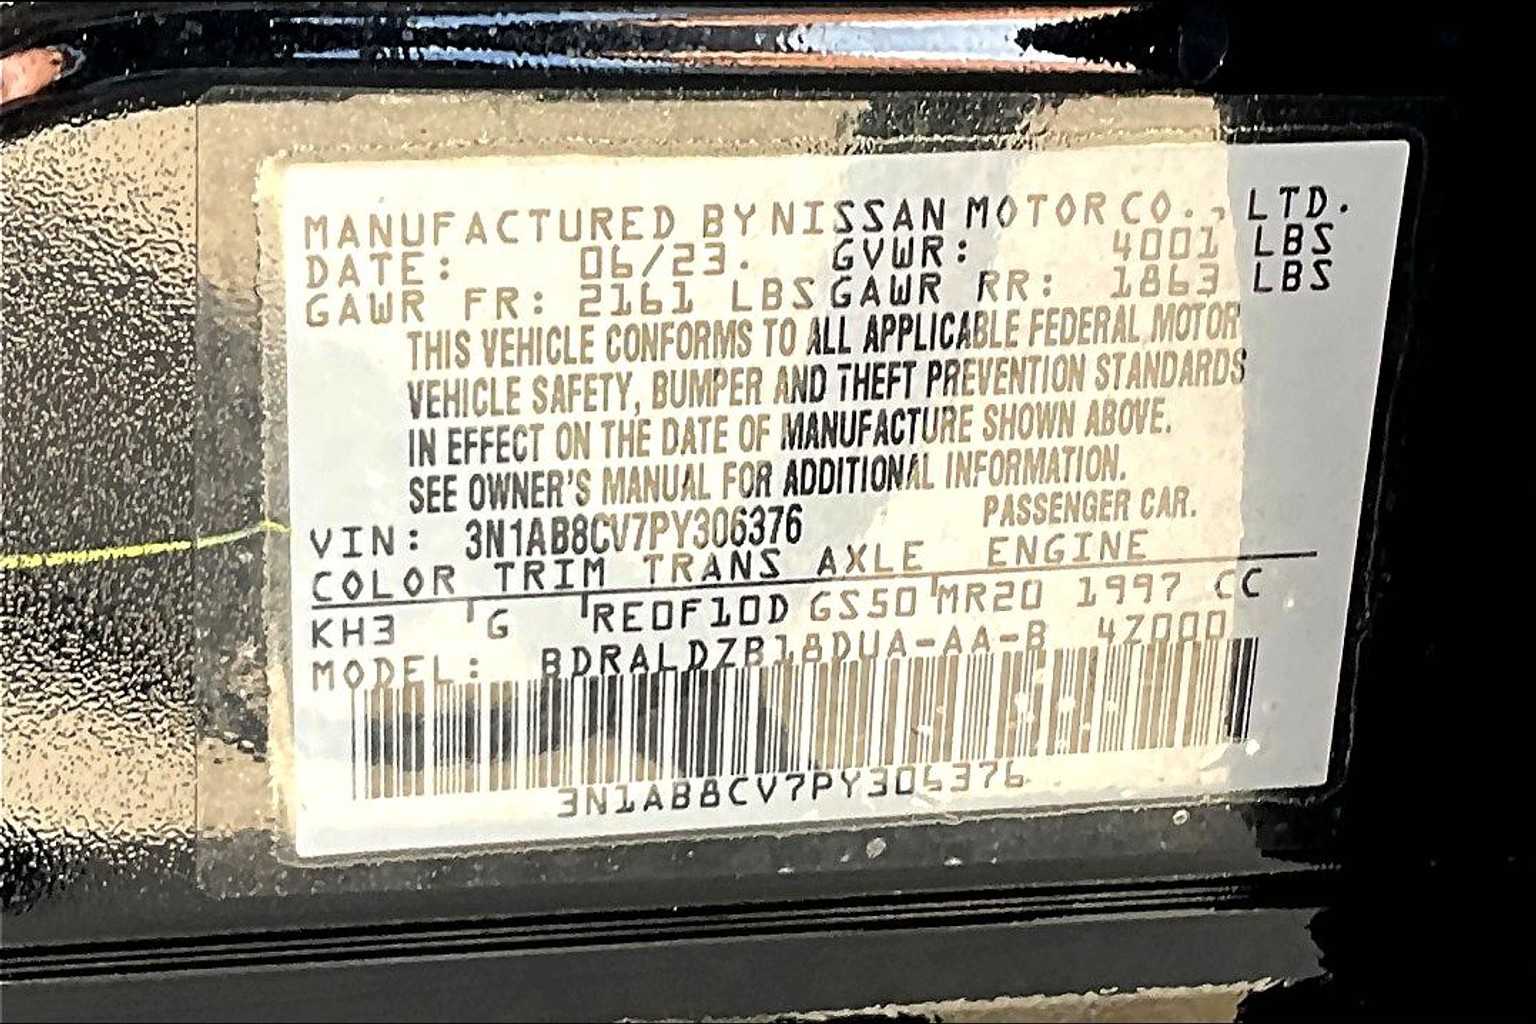 MANUFACTURED BY NISSAN MOTOR CO., LTD.
DATE: 06/23. GVWR: 4001 LBS
GAWR FR: 2161 LBS GAWR RR: 1863 LBS
THIS VEHICLE CONFORMS TO ALL APPLICABLE FEDERAL MOTOR
VEHICLE SAFETY, BUMPER AND THEFT PREVENTION STANDARDS
IN EFFECT ON THE DATE OF MANUFACTURE SHOWN ABOVE.
SEE OWNER'S MANUAL FOR ADDITIONAL INFORMATION.
PASSENGER CAR.
VIN: 3N1AB8CV7PY306376
COLOR TRIM TRANS AXLE ENGINE
KH3 G RE0F10D GS50 MR20 1997 CC
MODEL: BDRALDZB18DUA-AA-B 4Z000
3N1AB8CV7PY306376